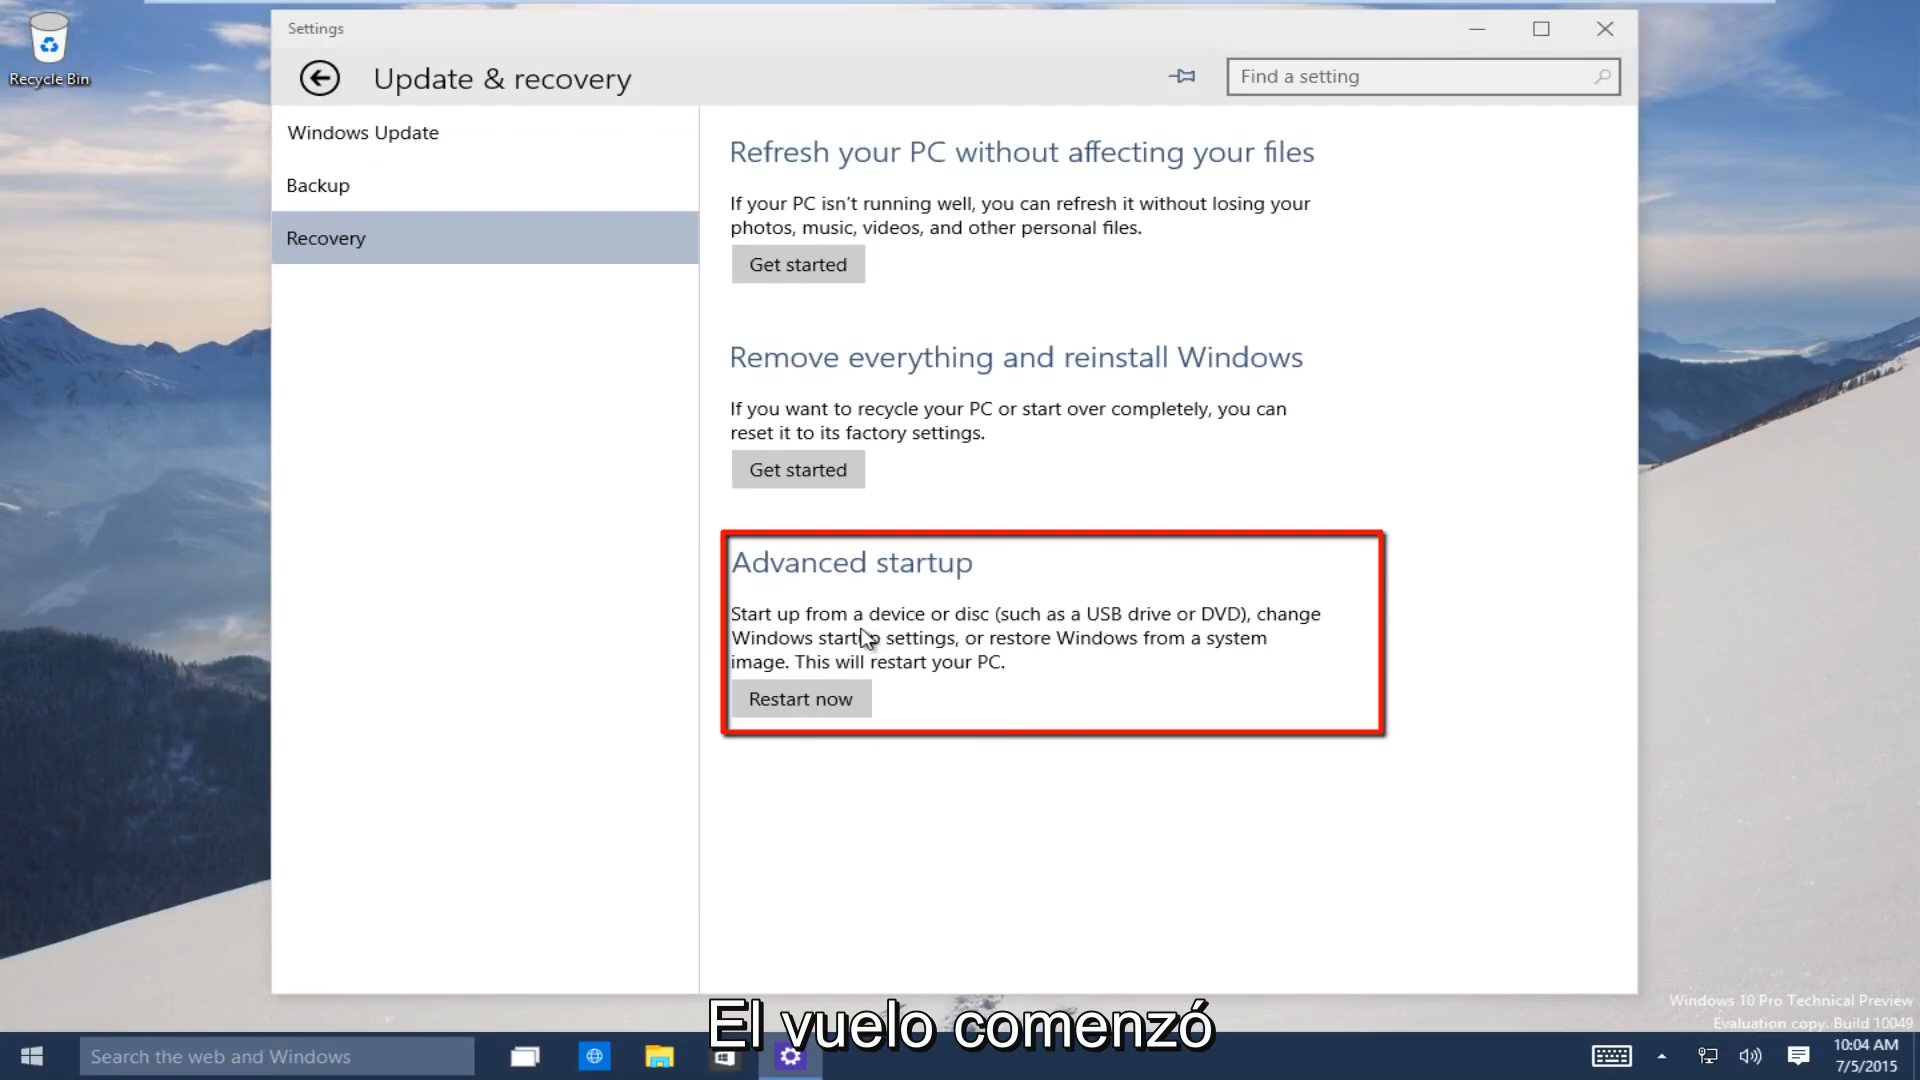 Recycle Bin
Settings
Update & recovery
Find a setting
Windows Update
Backup
Recovery
Refresh your PC without affecting your files
If your PC isn't running well, you can refresh it without losing your
photos, music, videos, and other personal files.
Get started
Remove everything and reinstall Windows
If you want to recycle your PC or start over completely, you can
reset it to its factory settings.
Get started
Advanced startup
Start up from a device or disc (such as a USB drive or DVD), change
Windows startup settings, or restore Windows from a system
image. This will restart your PC.
Restart now
Windows 10 Pro Technical Preview
Evaluation copy. Build 10049
El vuelo comenzó
Search the web and Windows
10:04 AM
7/5/2015